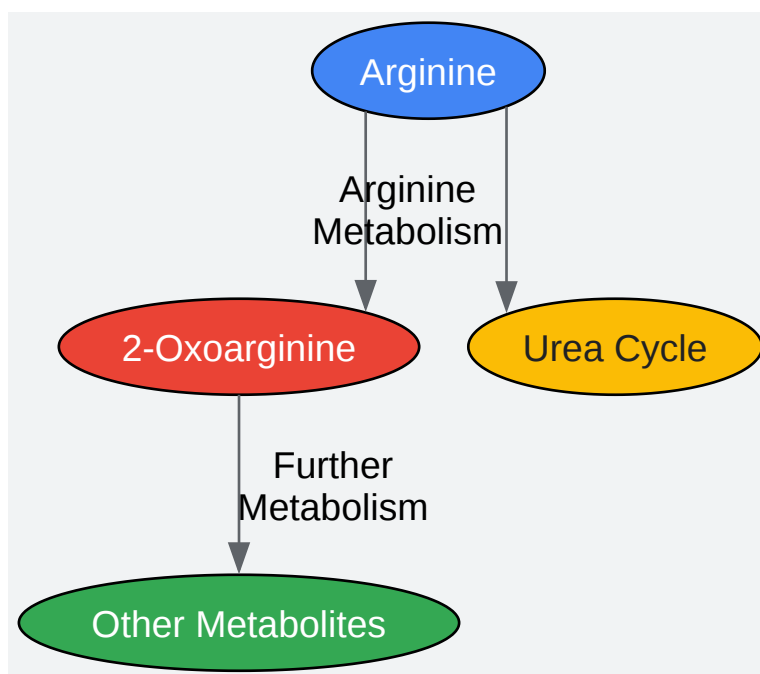 Arginine
Arginine
Metabolism
2-Oxoarginine
Urea Cycle
Further
Metabolism
Other Metabolites